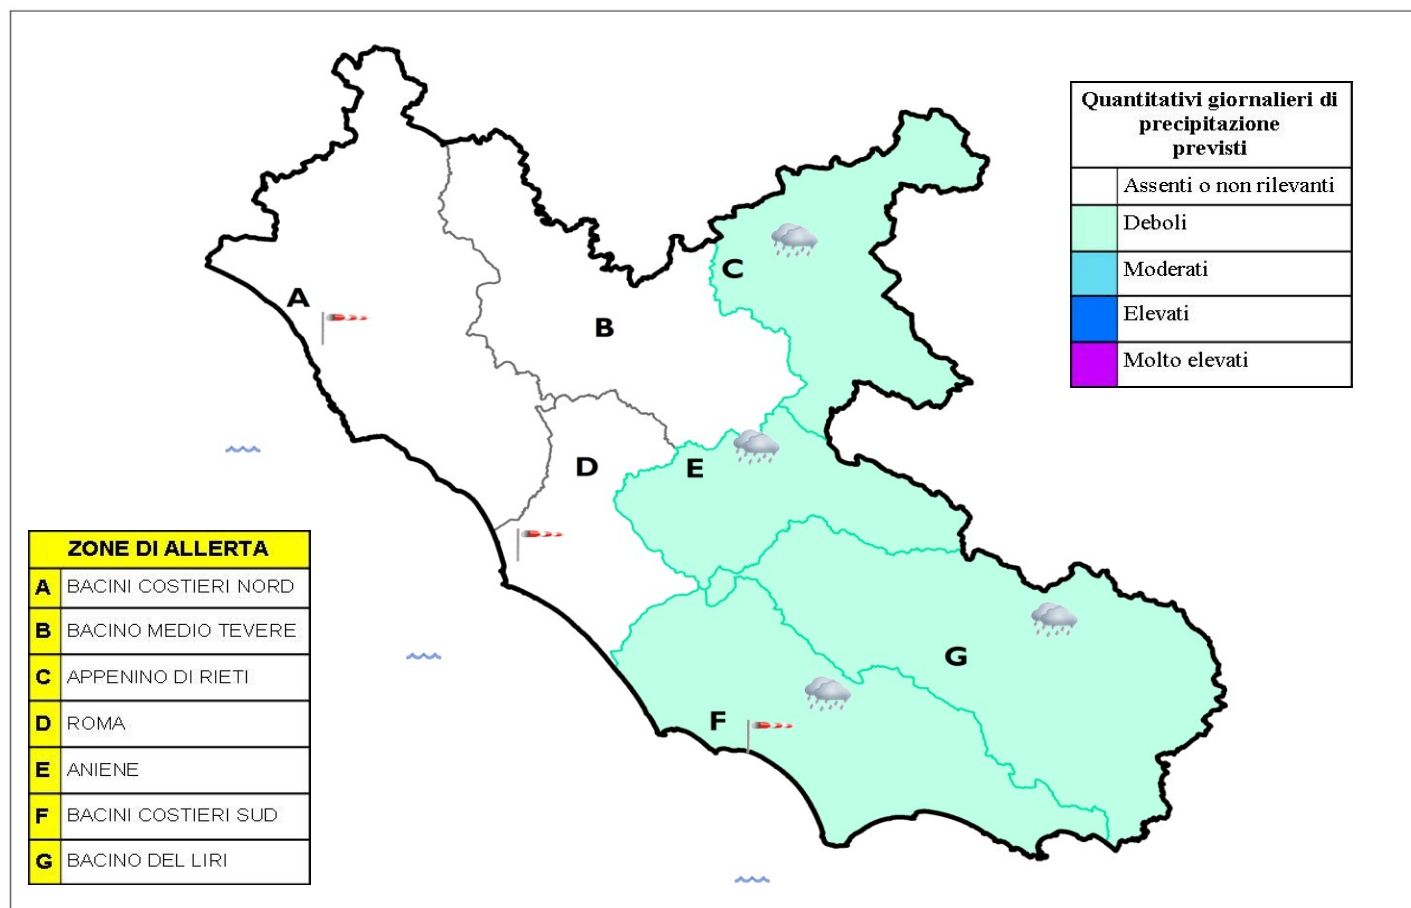 Quantitativi giornalieri di
precipitazione
previsti
Assenti o non rilevanti
Deboli
Moderati
Elevati
Molto elevati
A
B
C
D
E
F
G
ZONE DI ALLERTA
A BACINI COSTIERI NORD
B BACINO MEDIO TEVERE
C APPENINO DI RIETI
D ROMA
E ANIENE
F BACINI COSTIERI SUD
G BACINO DEL LIRI